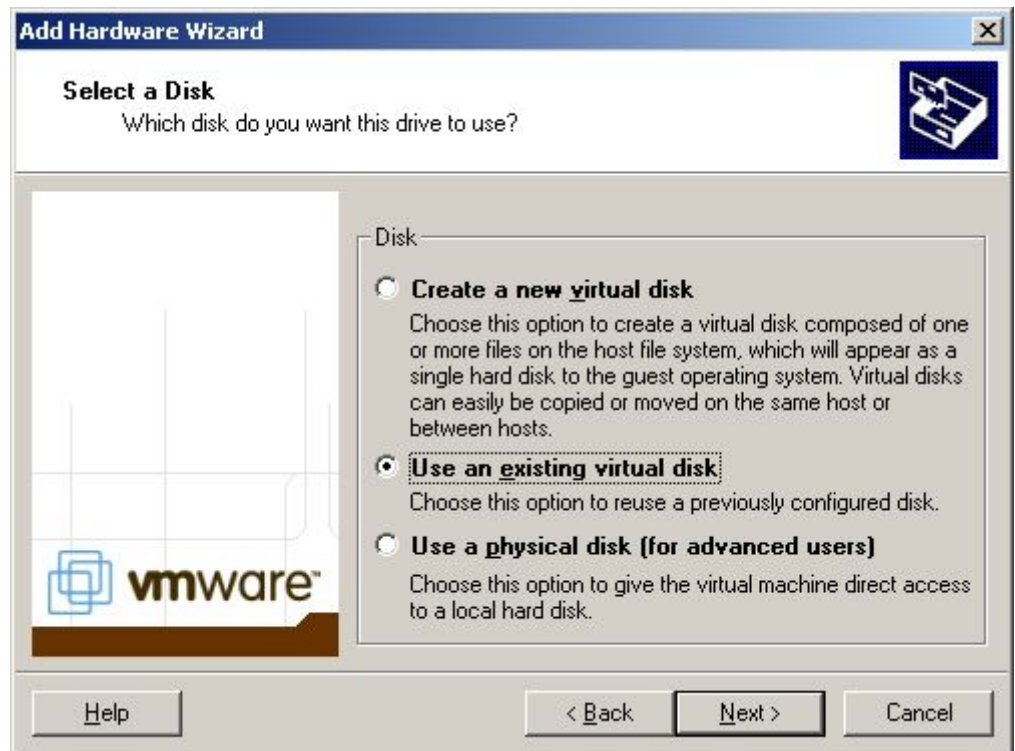 Add Hardware Wizard
Select a Disk
Which disk do you want this drive to use?
Disk
Create a new virtual disk
Choose this option to create a virtual disk composed of one
or more files on the host file system, which will appear as a
single hard disk to the guest operating system. Virtual disks
can easily be copied or moved on the same host or
between hosts.
Use an existing virtual disk
Choose this option to reuse a previously configured disk.
Use a physical disk (for advanced users)
Choose this option to give the virtual machine direct access
to a local hard disk.
vmware™
Help
< Back
Next >
Cancel